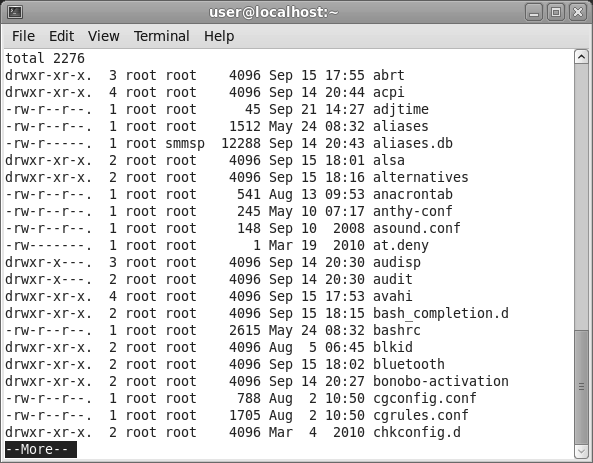 user@localhost:~
File Edit View Terminal Help
total 2276
drwxr-xr-x.  3 root root    4096 Sep 15 17:55 abrt
drwxr-xr-x.  4 root root    4096 Sep 14 20:44 acpi
-rw-r--r--.  1 root root      45 Sep 21 14:27 adjtime
-rw-r--r--.  1 root root    1512 May 24 08:32 aliases
-rw-r-----.  1 root smmsp  12288 Sep 14 20:43 aliases.db
drwxr-xr-x.  2 root root    4096 Sep 15 18:01 alsa
drwxr-xr-x.  2 root root    4096 Sep 15 18:16 alternatives
-rw-r--r--.  1 root root     541 Aug 13 09:53 anacrontab
-rw-r--r--.  1 root root     245 May 10 07:17 anthy-conf
-rw-r--r--.  1 root root     148 Sep 10  2008 asound.conf
-rw-------.  1 root root       1 Mar 19  2010 at.deny
drwxr-x---.  3 root root    4096 Sep 14 20:30 audisp
drwxr-x---.  2 root root    4096 Sep 14 20:30 audit
drwxr-xr-x.  4 root root    4096 Sep 15 17:53 avahi
drwxr-xr-x.  2 root root    4096 Sep 15 18:15 bash_completion.d
-rw-r--r--.  1 root root    2615 May 24 08:32 bashrc
drwxr-xr-x.  2 root root    4096 Aug  5 06:45 blkid
drwxr-xr-x.  2 root root    4096 Sep 15 18:02 bluetooth
drwxr-xr-x.  2 root root    4096 Sep 14 20:27 bonobo-activation
-rw-r--r--.  1 root root     788 Aug  2 10:50 cgconfig.conf
-rw-r--r--.  1 root root    1705 Aug  2 10:50 cgrules.conf
drwxr-xr-x.  2 root root    4096 Mar  4  2010 chkconfig.d
--More--